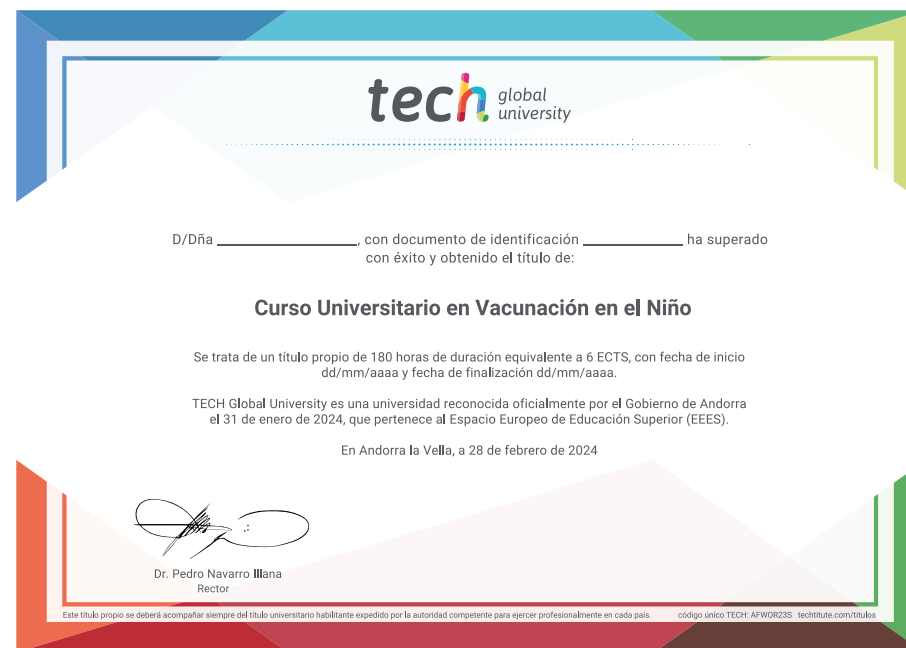 tech global university
D/Dña ____________________, con documento de identificación ______________ ha superado
con éxito y obtenido el título de:
Curso Universitario en Vacunación en el Niño
Se trata de un título propio de 180 horas de duración equivalente a 6 ECTS, con fecha de inicio
dd/mm/aaaa y fecha de finalización dd/mm/aaaa.
TECH Global University es una universidad reconocida oficialmente por el Gobierno de Andorra
el 31 de enero de 2024, que pertenece al Espacio Europeo de Educación Superior (EEES).
En Andorra la Vella, a 28 de febrero de 2024
Dr. Pedro Navarro Illana
Rector
Este título propio se deberá acompañar siempre del título universitario habilitante expedido por la autoridad competente para ejercer profesionalmente en cada país. código único TECH: AFWOR23S techtitute.com/titulos